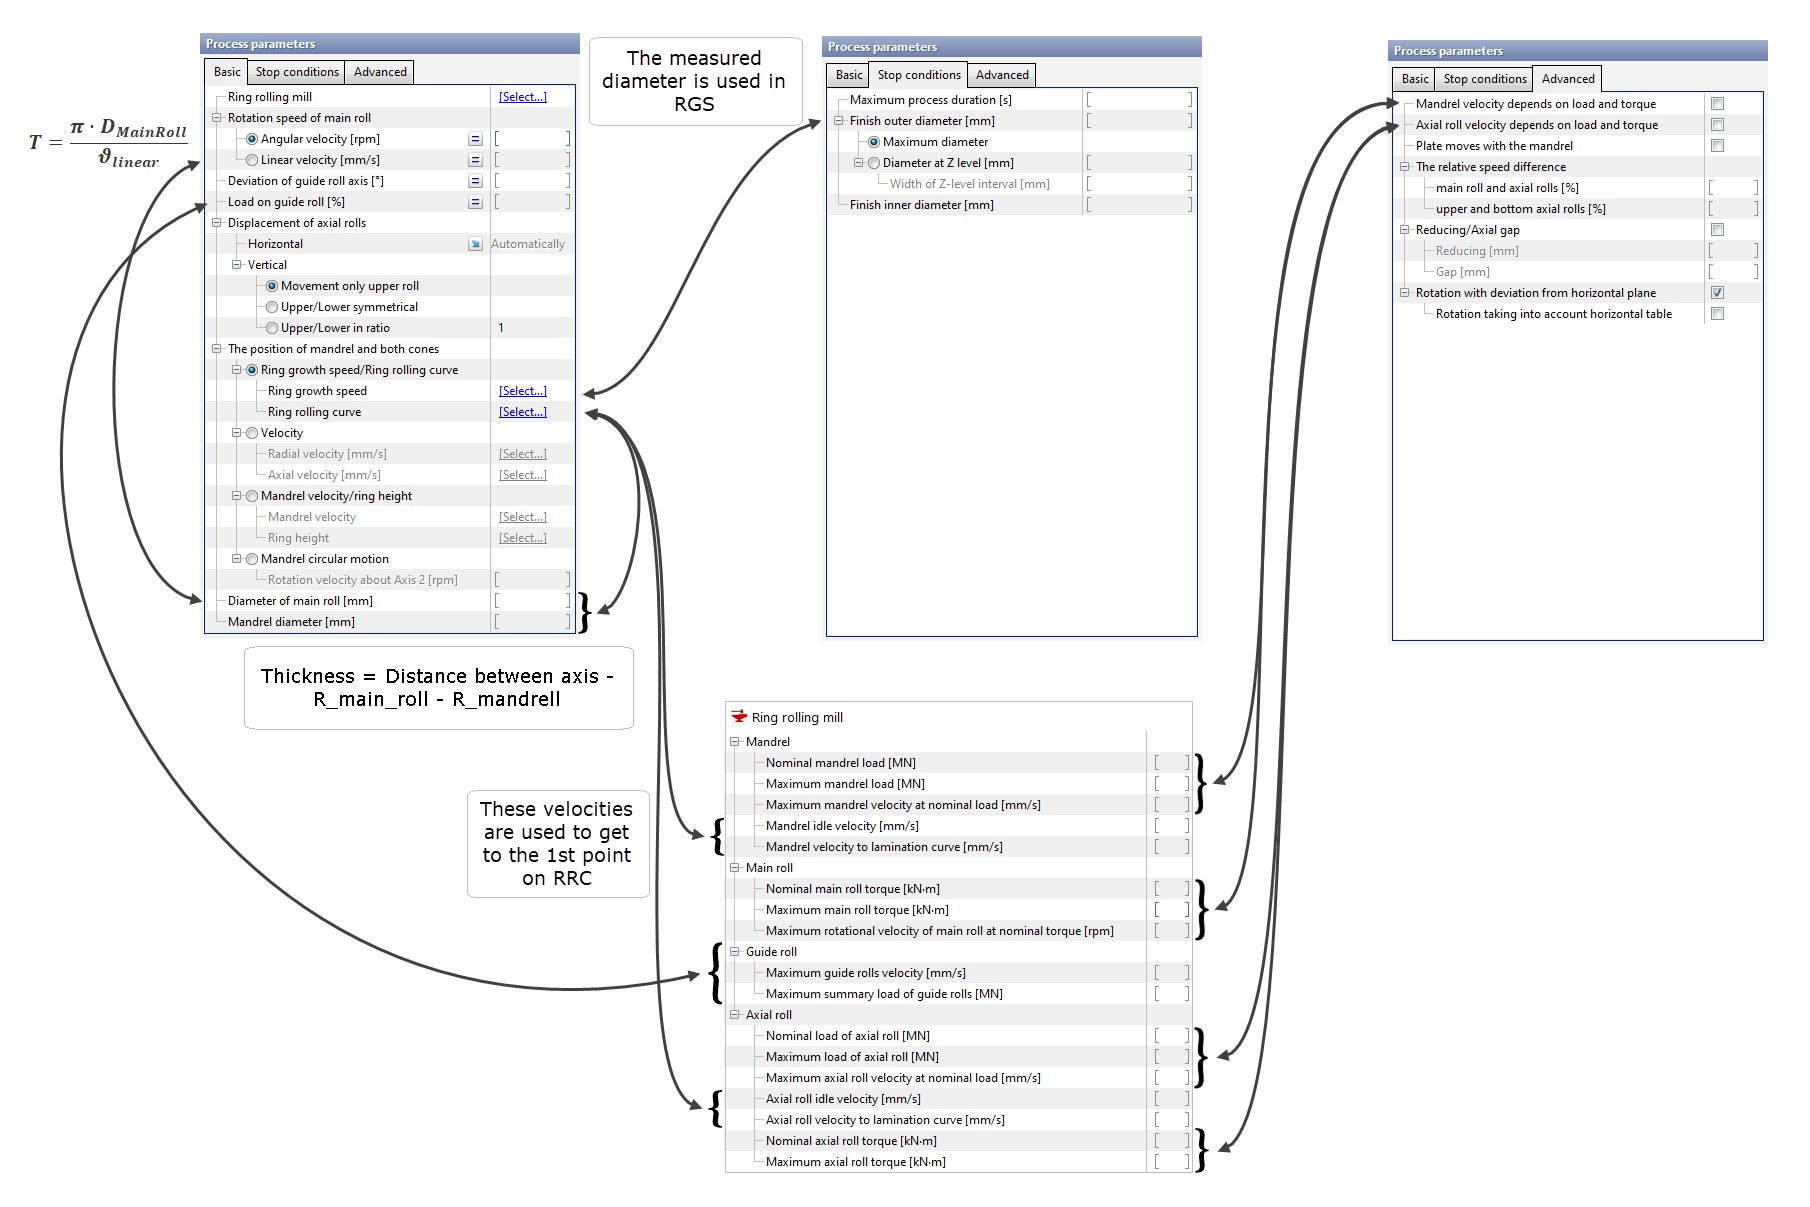 T = π · D_MainRoll / ϑ_linear
Process parameters
Basic Stop conditions Advanced
Ring rolling mill [Select...]
Rotation speed of main roll
Angular velocity [rpm] = [ ]
Linear velocity [mm/s] = [ ]
Deviation of guide roll axis [°] = [ ]
Load on guide roll [%] = [ ]
Displacement of axial rolls
Horizontal Automatically
Vertical
Movement only upper roll
Upper/Lower symmetrical
Upper/Lower in ratio 1
The position of mandrel and both cones
Ring growth speed/Ring rolling curve
Ring growth speed [Select...]
Ring rolling curve [Select...]
Velocity
Radial velocity [mm/s] [Select...]
Axial velocity [mm/s] [Select...]
Mandrel velocity/ring height
Mandrel velocity [Select...]
Ring height [Select...]
Mandrel circular motion
Rotation velocity about Axis 2 [rpm] [ ]
Diameter of main roll [mm] [ ]
Mandrel diameter [mm] [ ]
Thickness = Distance between axis -
R_main_roll - R_mandrell
The measured
diameter is used in
RGS
Process parameters
Basic Stop conditions Advanced
Maximum process duration [s] [ ]
Finish outer diameter [mm] [ ]
Maximum diameter
Diameter at Z level [mm] [ ]
Width of Z-level interval [mm] [ ]
Finish inner diameter [mm] [ ]
Process parameters
Basic Stop conditions Advanced
Mandrel velocity depends on load and torque
Axial roll velocity depends on load and torque
Plate moves with the mandrel
The relative speed difference
main roll and axial rolls [%] [ ]
upper and bottom axial rolls [%] [ ]
Reducing/Axial gap
Reducing [mm] [ ]
Gap [mm] [ ]
Rotation with deviation from horizontal plane
Rotation taking into account horizontal table
These velocities
are used to get
to the 1st point
on RRC
Ring rolling mill
Mandrel
Nominal mandrel load [MN] [ ]
Maximum mandrel load [MN] [ ]
Maximum mandrel velocity at nominal load [mm/s] [ ]
Mandrel idle velocity [mm/s] [ ]
Mandrel velocity to lamination curve [mm/s] [ ]
Main roll
Nominal main roll torque [kN·m] [ ]
Maximum main roll torque [kN·m] [ ]
Maximum rotational velocity of main roll at nominal torque [rpm] [ ]
Guide roll
Maximum guide rolls velocity [mm/s] [ ]
Maximum summary load of guide rolls [MN] [ ]
Axial roll
Nominal load of axial roll [MN] [ ]
Maximum load of axial roll [MN] [ ]
Maximum axial roll velocity at nominal load [mm/s] [ ]
Axial roll idle velocity [mm/s] [ ]
Axial roll velocity to lamination curve [mm/s] [ ]
Nominal axial roll torque [kN·m] [ ]
Maximum axial roll torque [kN·m] [ ]